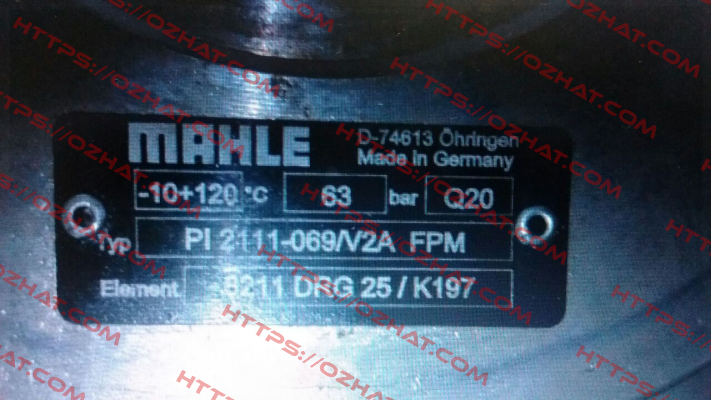 MAHLE
D-74613 Öhringen
Made in Germany
-10+120 °C 63 bar Q20
Typ PI 2111-069/V2A FPM
Element 8211 DRG 25 / K197
HTTPS://OZHAT.COM